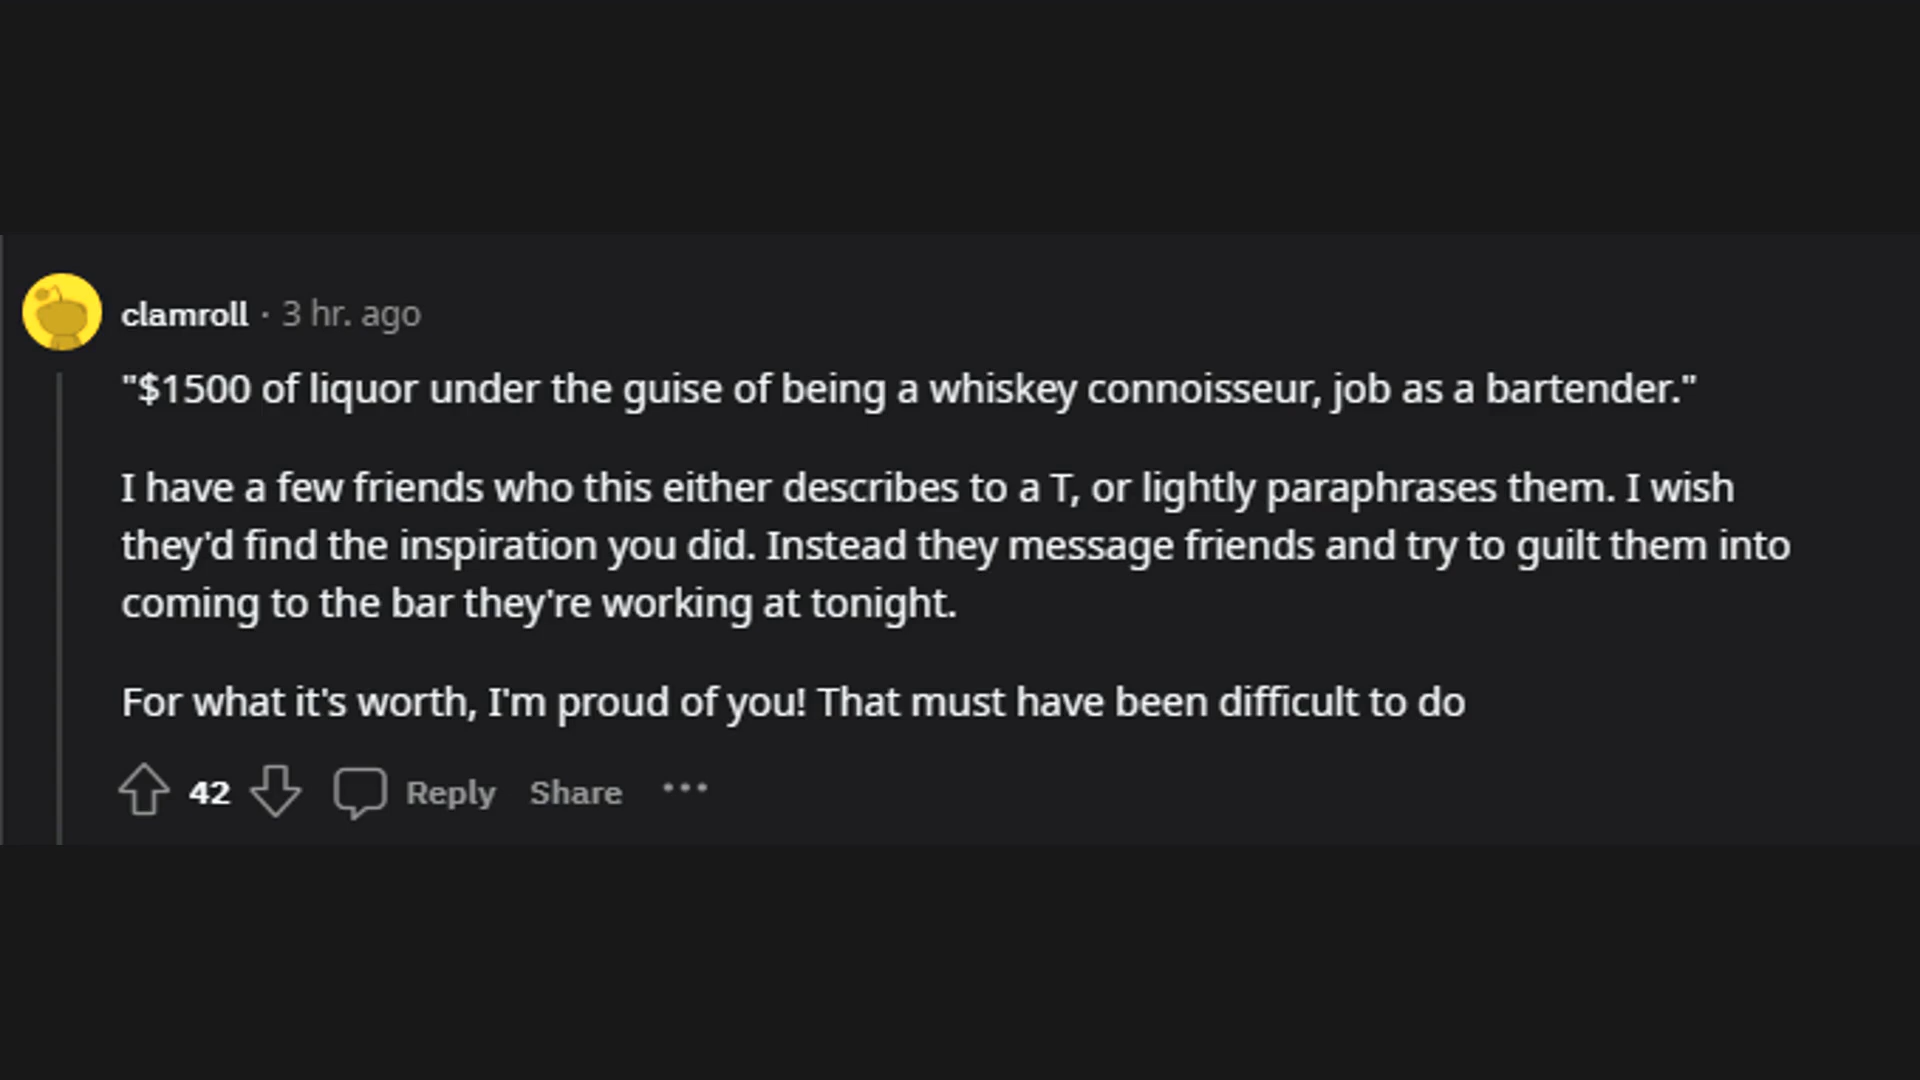 clamroll · 3 hr. ago
"$1500 of liquor under the guise of being a whiskey connoisseur, job as a bartender."
I have a few friends who this either describes to a T, or lightly paraphrases them. I wish
they'd find the inspiration you did. Instead they message friends and try to guilt them into
coming to the bar they're working at tonight.
For what it's worth, I'm proud of you! That must have been difficult to do
42 Reply Share ···